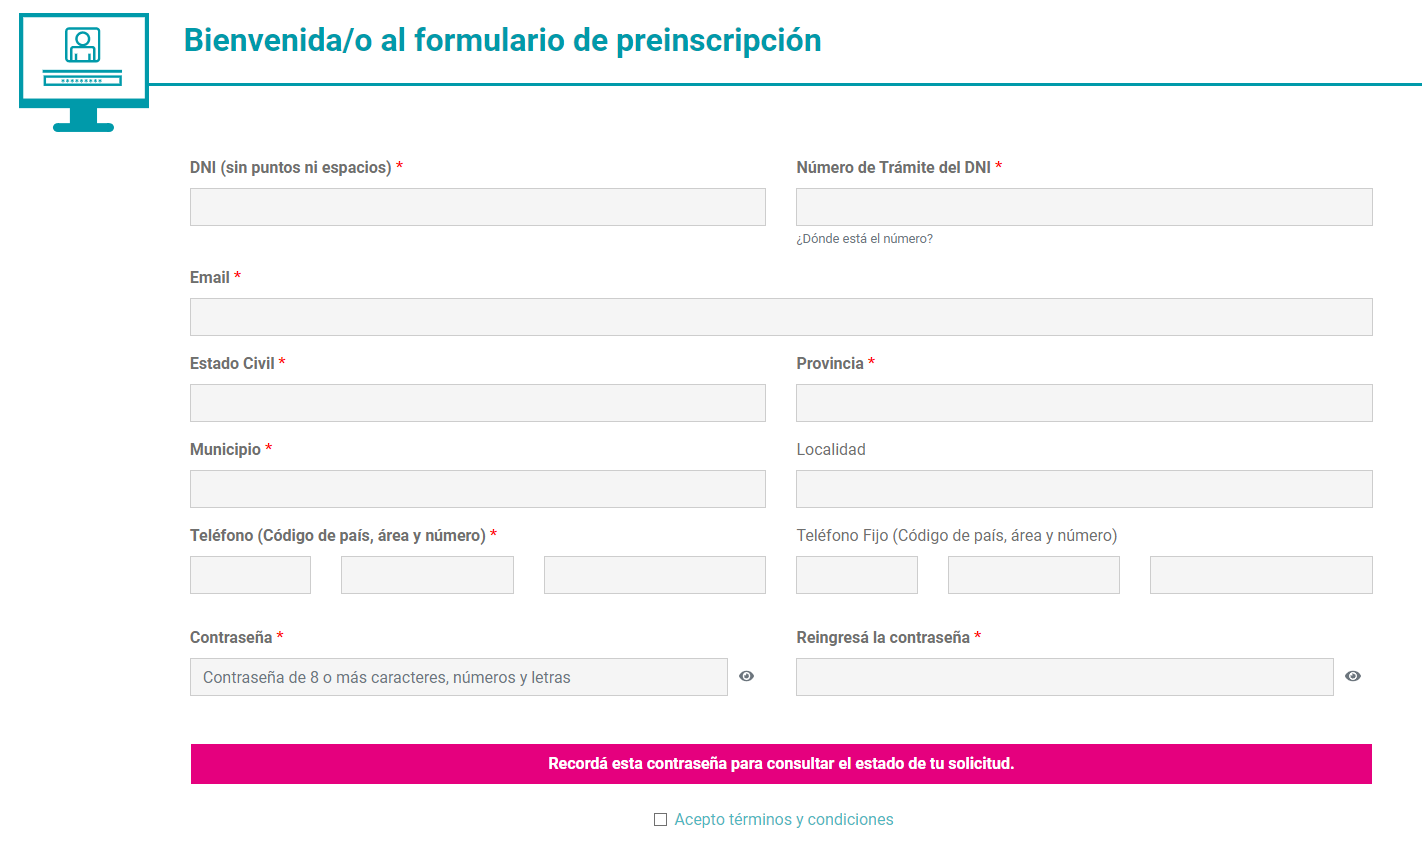 Bienvenida/o al formulario de preinscripción
DNI (sin puntos ni espacios) *
Número de Trámite del DNI *
¿Dónde está el número?
Email *
Estado Civil *
Provincia *
Municipio *
Localidad
Teléfono (Código de país, área y número) *
Teléfono Fijo (Código de país, área y número)
Contraseña *
Reingresá la contraseña *
Contraseña de 8 o más caracteres, números y letras
Recordá esta contraseña para consultar el estado de tu solicitud.
Acepto términos y condiciones